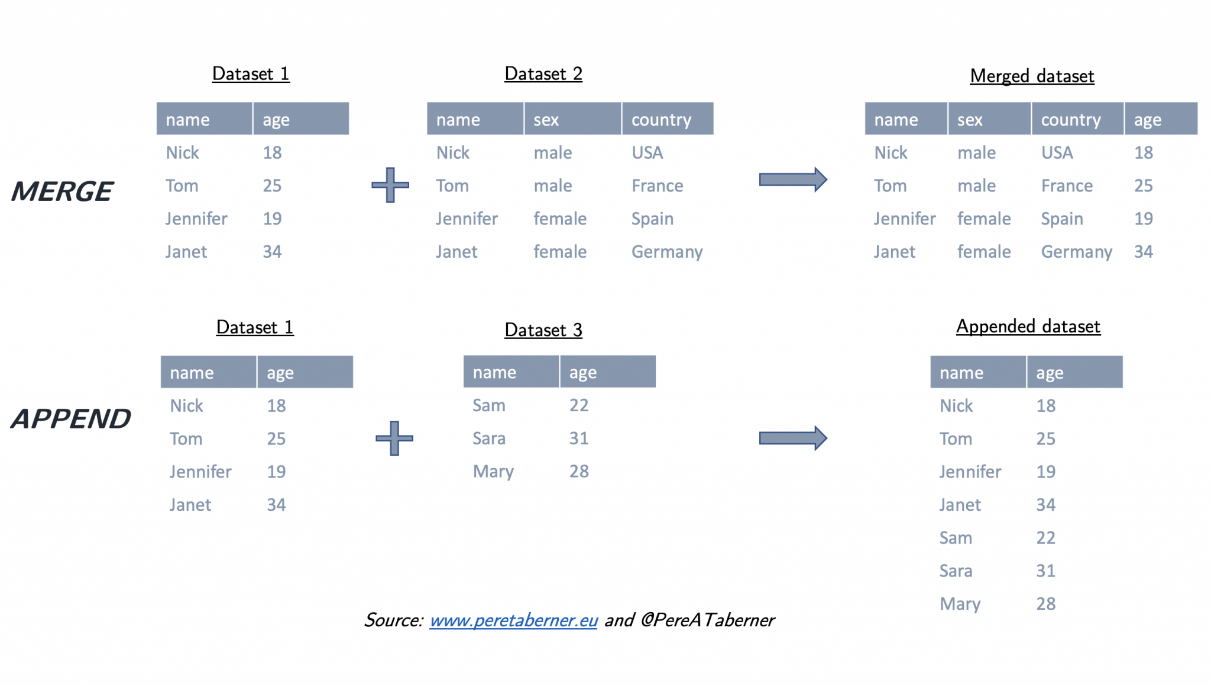 Dataset 1 Dataset 2 Merged dataset
name age name sex country name sex country age
Nick 18 Nick male USA Nick male USA 18
MERGE Tom 25 Tom male France Tom male France 25
Jennifer 19 Jennifer female Spain Jennifer female Spain 19
Janet 34 Janet female Germany Janet female Germany 34
Dataset 1 Dataset 3 Appended dataset
name age name age name age
Nick 18 Sam 22 Nick 18
APPEND Tom 25 Sara 31 Tom 25
Jennifer 19 Mary 28 Jennifer 19
Janet 34 Janet 34
Sam 22
Sara 31
Mary 28
Source: www.peretaberner.eu and @PereATaberner